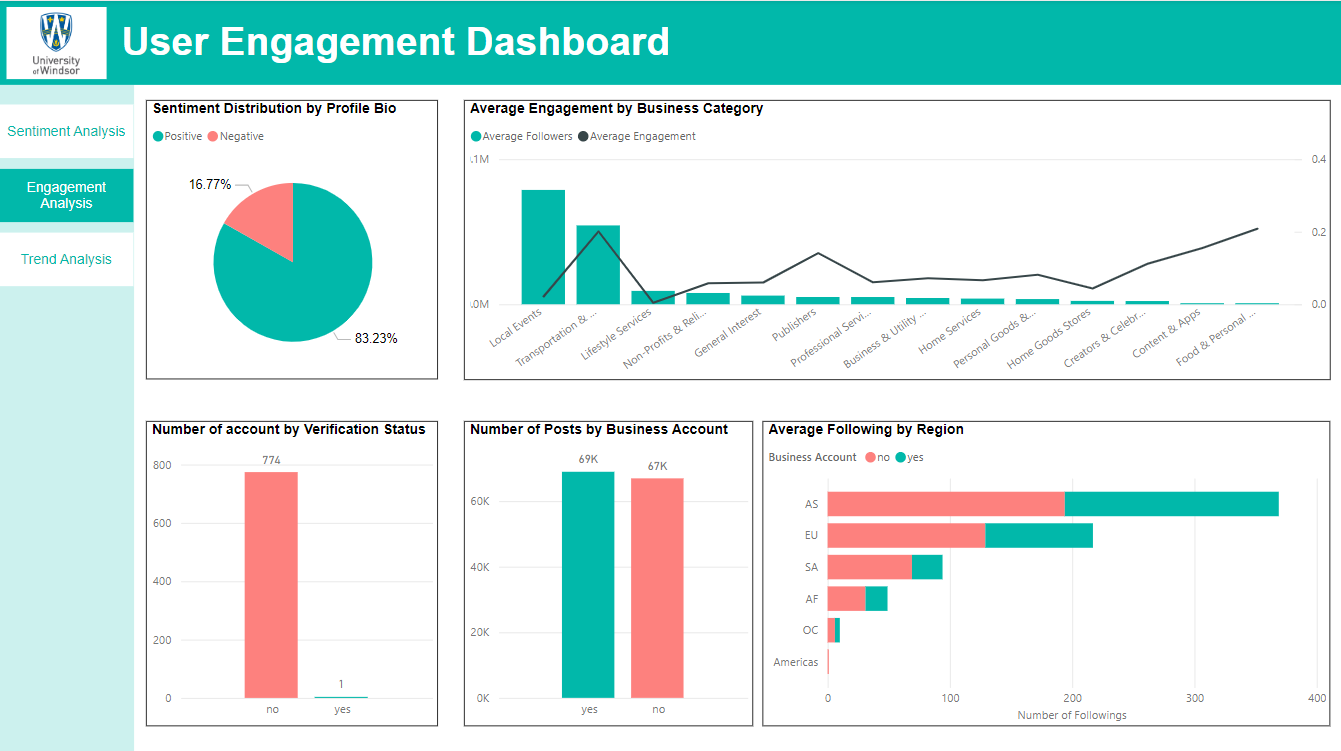 University
of Windsor
User Engagement Dashboard
Sentiment Analysis
Engagement
Analysis
Trend Analysis
Sentiment Distribution by Profile Bio
Positive Negative
16.77%
83.23%
Average Engagement by Business Category
Average Followers Average Engagement
.1M
.0M
0.4
0.2
0.0
Local Events
Transportation & ...
Lifestyle Services
Non-Profits & Reli...
General Interest
Publishers
Professional Servi...
Business & Utility ...
Home Services
Personal Goods &...
Home Goods Stores
Creators & Celebr...
Content & Apps
Food & Personal ...
Number of account by Verification Status
800
600
400
200
0
774
1
no yes
Number of Posts by Business Account
60K
40K
20K
0K
69K
67K
yes no
Average Following by Region
Business Account no yes
AS
EU
SA
AF
OC
Americas
0 100 200 300 400
Number of Followings